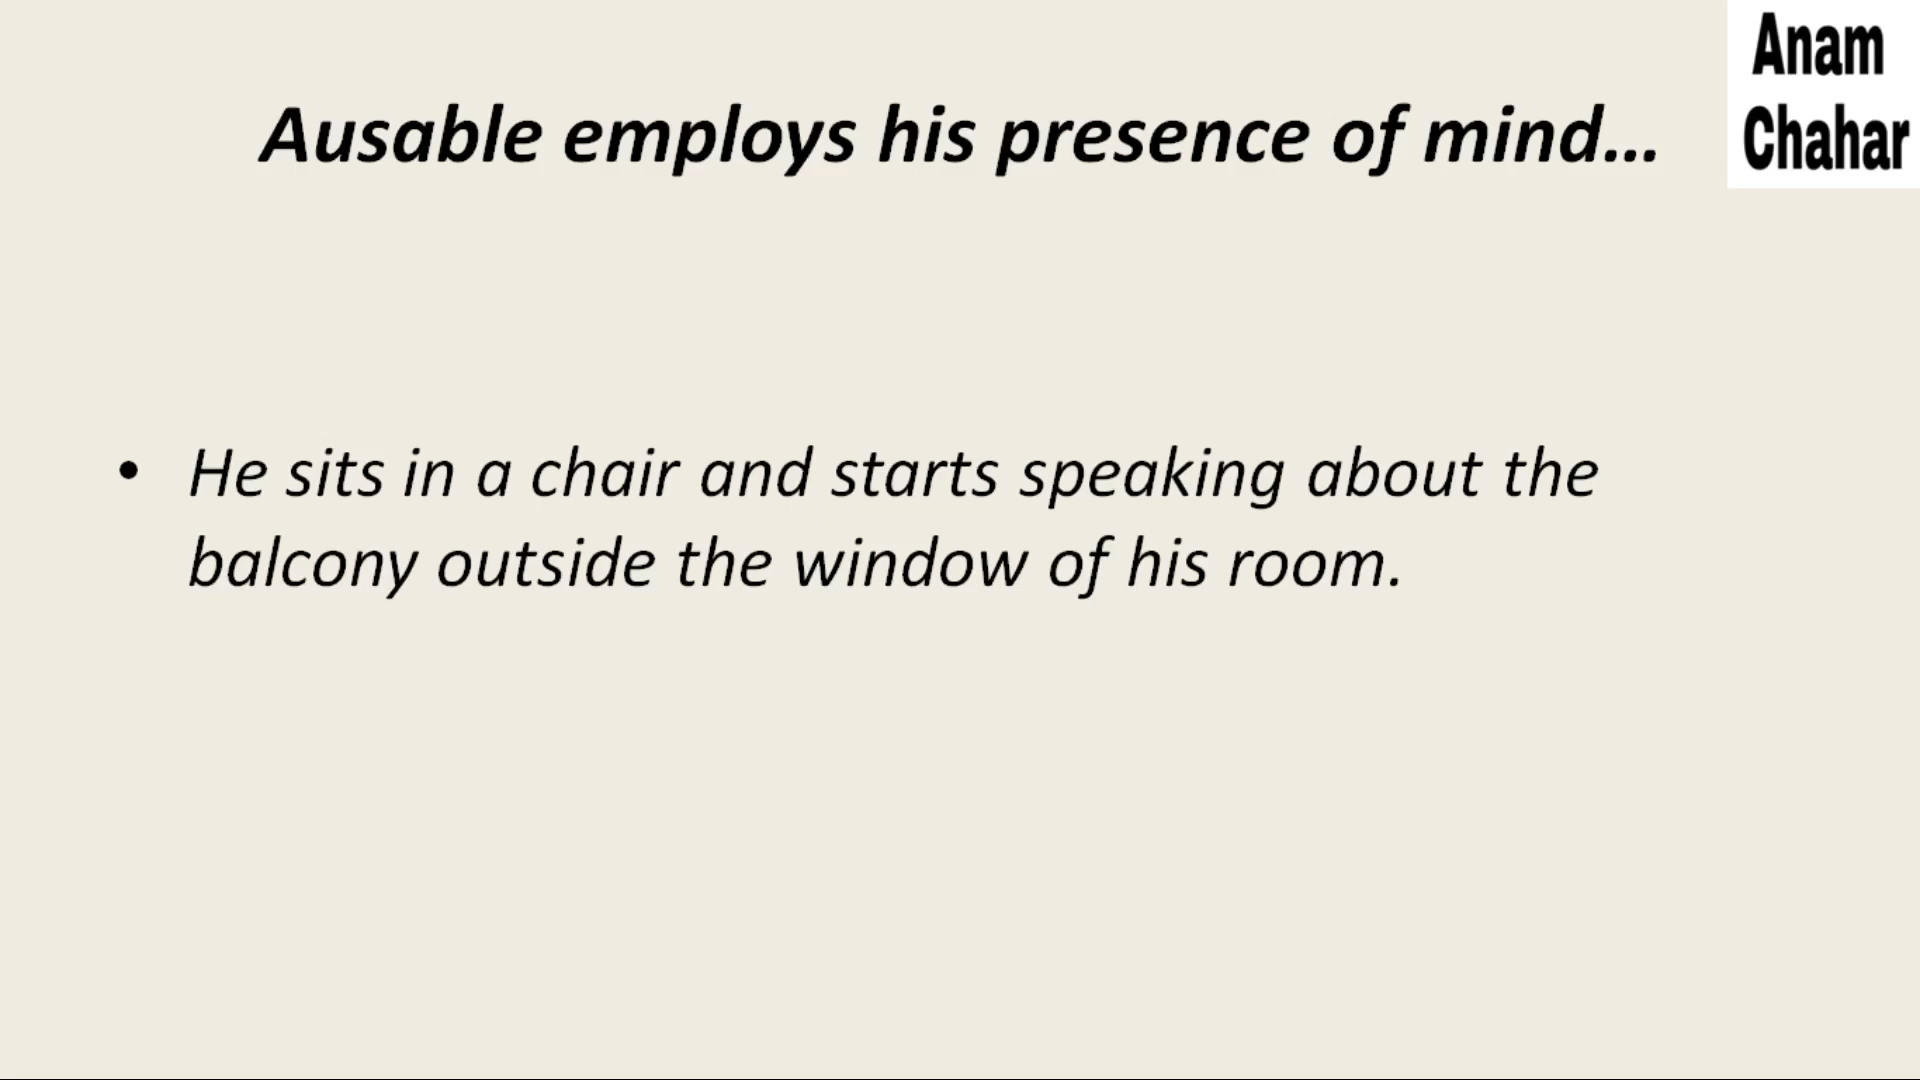 Anam
Chahar
Ausable employs his presence of mind...
• He sits in a chair and starts speaking about the
balcony outside the window of his room.